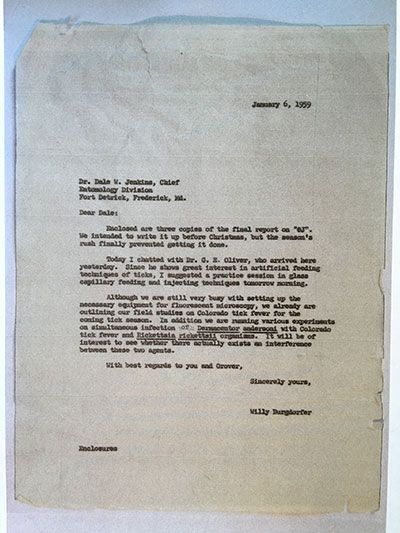 January 6, 1959
Dr. Dale W. Jenkins, Chief
Entomology Division
Fort Detrick, Frederick, Md.
Dear Dale:
Enclosed are three copies of the final report on "8J".
We intended to write it up before Christmas, but the season's
rush finally prevented getting it done.
Today I chatted with Dr. G. E. Oliver, who arrived here
yesterday. Since he shows great interest in artificial feeding
techniques of ticks, I suggested a practice session in glass
capillary feeding and injecting techniques tomorrow morning.
Although we are still very busy with setting up the
necessary equipment for fluorescent microscopy, we already are
outlining our field studies on Colorado tick fever for the
coming tick season. In addition we are running various experiments
on simultaneous infection of Dermacentor andersoni with Colorado
tick fever and Rickettsia rickettsii organisms. It will be of
interest to see whether there actually exists an interference
between these two agents.
With best regards to you and Grover,
Sincerely yours,
Willy Burgdorfer
Enclosures